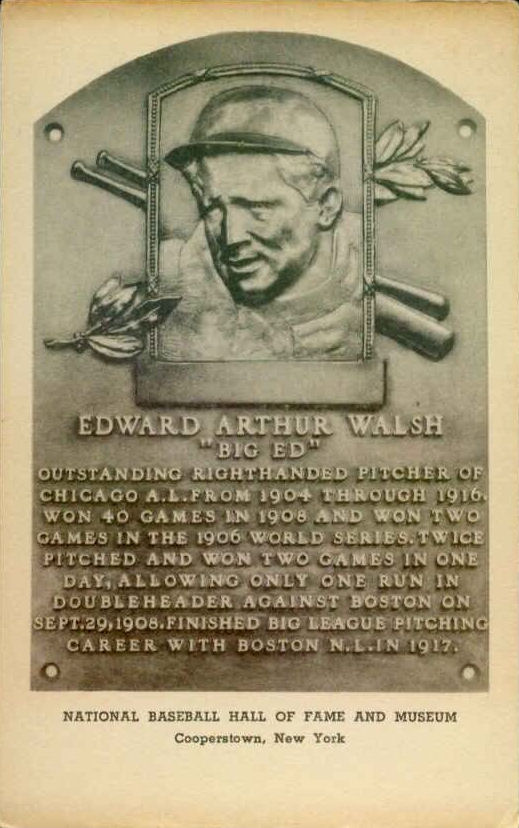 EDWARD ARTHUR WALSH
"BIG ED"
OUTSTANDING RIGHTHANDED PITCHER OF
CHICAGO A.L. FROM 1904 THROUGH 1916.
WON 40 GAMES IN 1908 AND WON TWO
GAMES IN THE 1906 WORLD SERIES. TWICE
PITCHED AND WON TWO GAMES IN ONE
DAY, ALLOWING ONLY ONE RUN IN
DOUBLEHEADER AGAINST BOSTON ON
SEPT. 29, 1908. FINISHED BIG LEAGUE PITCHING
CAREER WITH BOSTON N.L. IN 1917.
NATIONAL BASEBALL HALL OF FAME AND MUSEUM
Cooperstown, New York